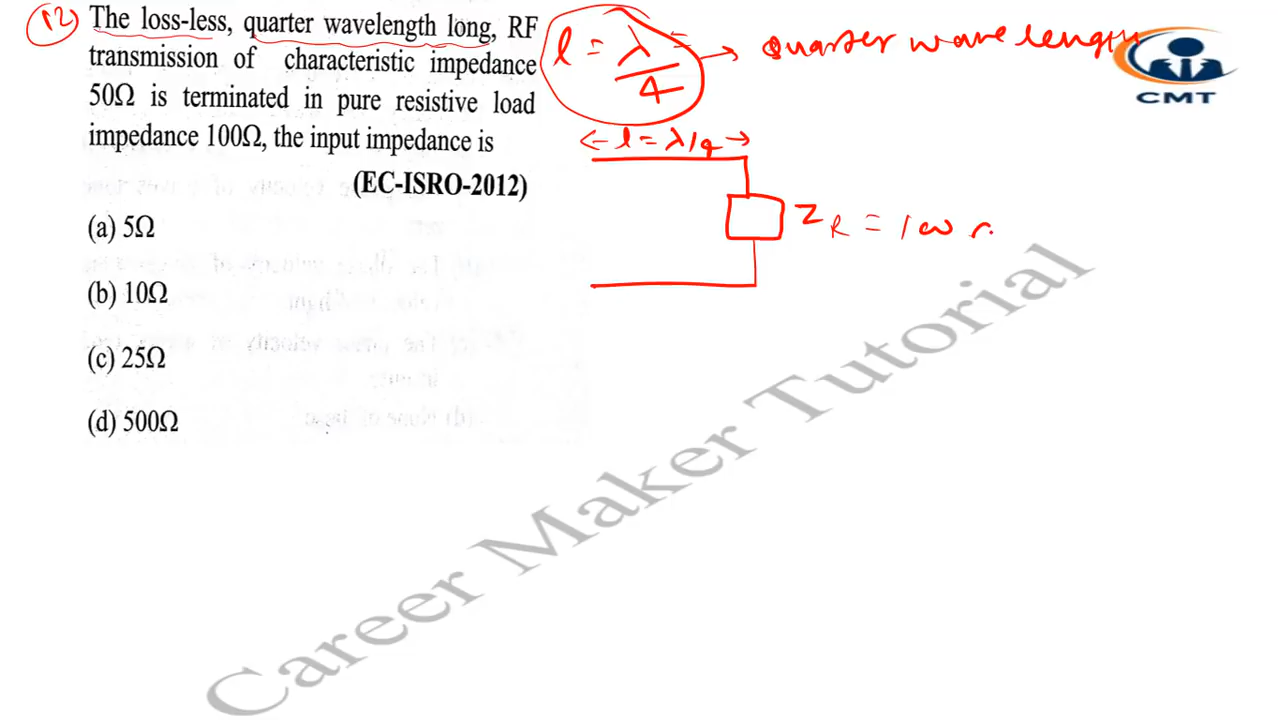 12
The loss-less, quarter wavelength long, RF
transmission of characteristic impedance
50Ω is terminated in pure resistive load
impedance 100Ω, the input impedance is
(EC-ISRO-2012)
(a) 5Ω
(b) 10Ω
(c) 25Ω
(d) 500Ω
l = λ/4 → quarter wavelength
l = λ/4
Z_R = 100 Ω
CMT
Career Maker Tutorial